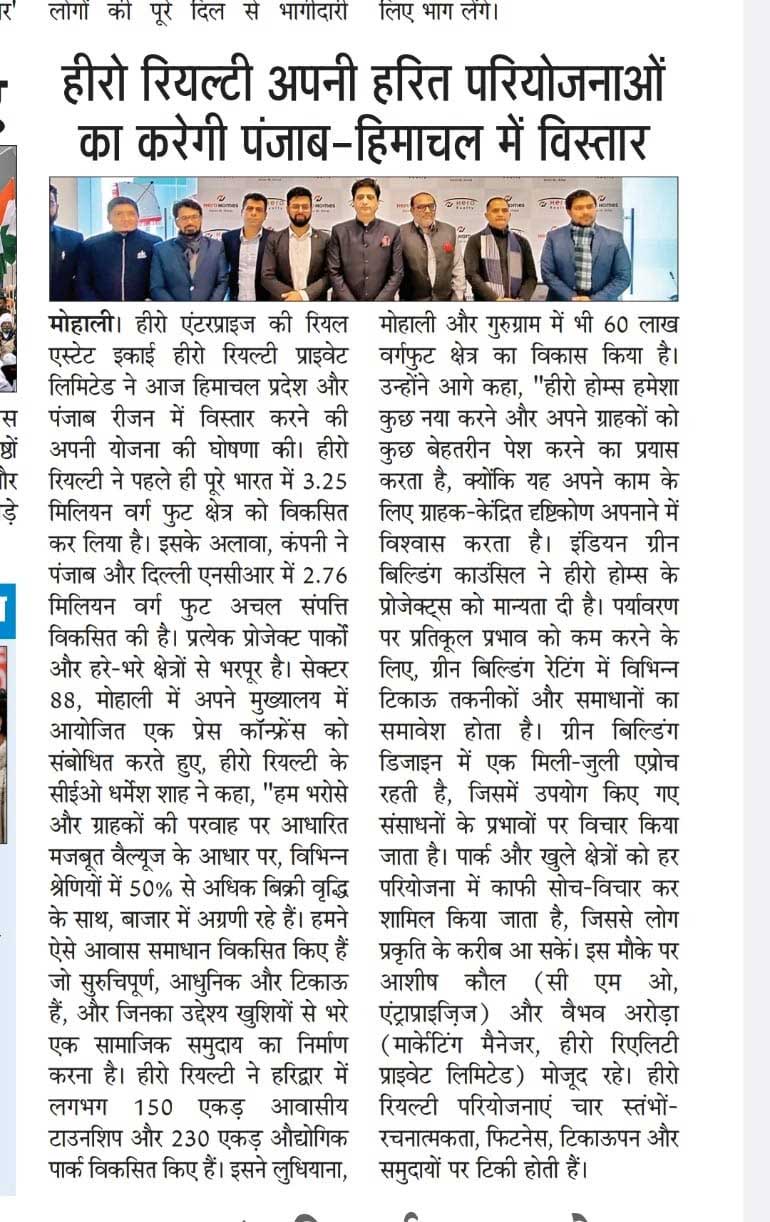 लोगों की पूरे दिल से भागीदारी
लिए भाग लेंगे।
हीरो रियल्टी अपनी हरित परियोजनाओं
का करेगी पंजाब-हिमाचल में विस्तार
मोहाली। हीरो एंटरप्राइज की रियल
एस्टेट इकाई हीरो रियल्टी प्राइवेट
लिमिटेड ने आज हिमाचल प्रदेश और
पंजाब रीजन में विस्तार करने की
अपनी योजना की घोषणा की। हीरो
रियल्टी ने पहले ही पूरे भारत में 3.25
मिलियन वर्ग फुट क्षेत्र को विकसित
कर लिया है। इसके अलावा, कंपनी ने
पंजाब और दिल्ली एनसीआर में 2.76
मिलियन वर्ग फुट अचल संपत्ति
विकसित की है। प्रत्येक प्रोजेक्ट पार्कों
और हरे-भरे क्षेत्रों से भरपूर है। सेक्टर
88, मोहाली में अपने मुख्यालय में
आयोजित एक प्रेस कॉन्फ्रेंस को
संबोधित करते हुए, हीरो रियल्टी के
सीईओ धर्मेश शाह ने कहा, "हम भरोसे
और ग्राहकों की परवाह पर आधारित
मजबूत वैल्यूज के आधार पर, विभिन्न
श्रेणियों में 50% से अधिक बिक्री वृद्धि
के साथ, बाजार में अग्रणी रहे हैं। हमने
ऐसे आवास समाधान विकसित किए हैं
जो सुरुचिपूर्ण, आधुनिक और टिकाऊ
हैं, और जिनका उद्देश्य खुशियों से भरे
एक सामाजिक समुदाय का निर्माण
करना है। हीरो रियल्टी ने हरिद्वार में
लगभग 150 एकड़ आवासीय
टाउनशिप और 230 एकड़ औद्योगिक
पार्क विकसित किए हैं। इसने लुधियाना,
मोहाली और गुरुग्राम में भी 60 लाख
वर्गफुट क्षेत्र का विकास किया है।
उन्होंने आगे कहा, "हीरो होम्स हमेशा
कुछ नया करने और अपने ग्राहकों को
कुछ बेहतरीन पेश करने का प्रयास
करता है, क्योंकि यह अपने काम के
लिए ग्राहक-केंद्रित दृष्टिकोण अपनाने में
विश्वास करता है। इंडियन ग्रीन
बिल्डिंग काउंसिल ने हीरो होम्स के
प्रोजेक्ट्स को मान्यता दी है। पर्यावरण
पर प्रतिकूल प्रभाव को कम करने के
लिए, ग्रीन बिल्डिंग रेटिंग में विभिन्न
टिकाऊ तकनीकों और समाधानों का
समावेश होता है। ग्रीन बिल्डिंग
डिजाइन में एक मिली-जुली एप्रोच
रहती है, जिसमें उपयोग किए गए
संसाधनों के प्रभावों पर विचार किया
जाता है। पार्क और खुले क्षेत्रों को हर
परियोजना में काफी सोच-विचार कर
शामिल किया जाता है, जिससे लोग
प्रकृति के करीब आ सकें। इस मौके पर
आशीष कौल (सी एम ओ,
एंट्राप्राइज़िज) और वैभव अरोड़ा
(मार्केटिंग मैनेजर, हीरो रिएलिटी
प्राइवेट लिमिटेड) मोजूद रहे। हीरो
रियल्टी परियोजनाएं चार स्तंभों-
रचनात्मकता, फिटनेस, टिकाऊपन और
समुदायों पर टिकी होती हैं।